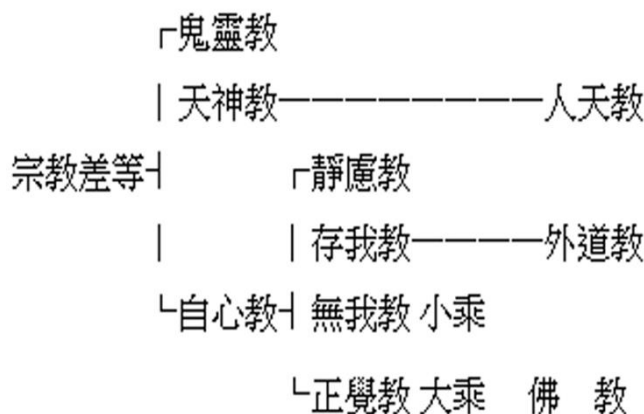 ┌鬼靈教
│天神教────────人天教
宗教差等┤ ┌靜慮教
│ │存我教────外道教
└自心教┤無我教 小乘
└正覺教 大乘 佛 教